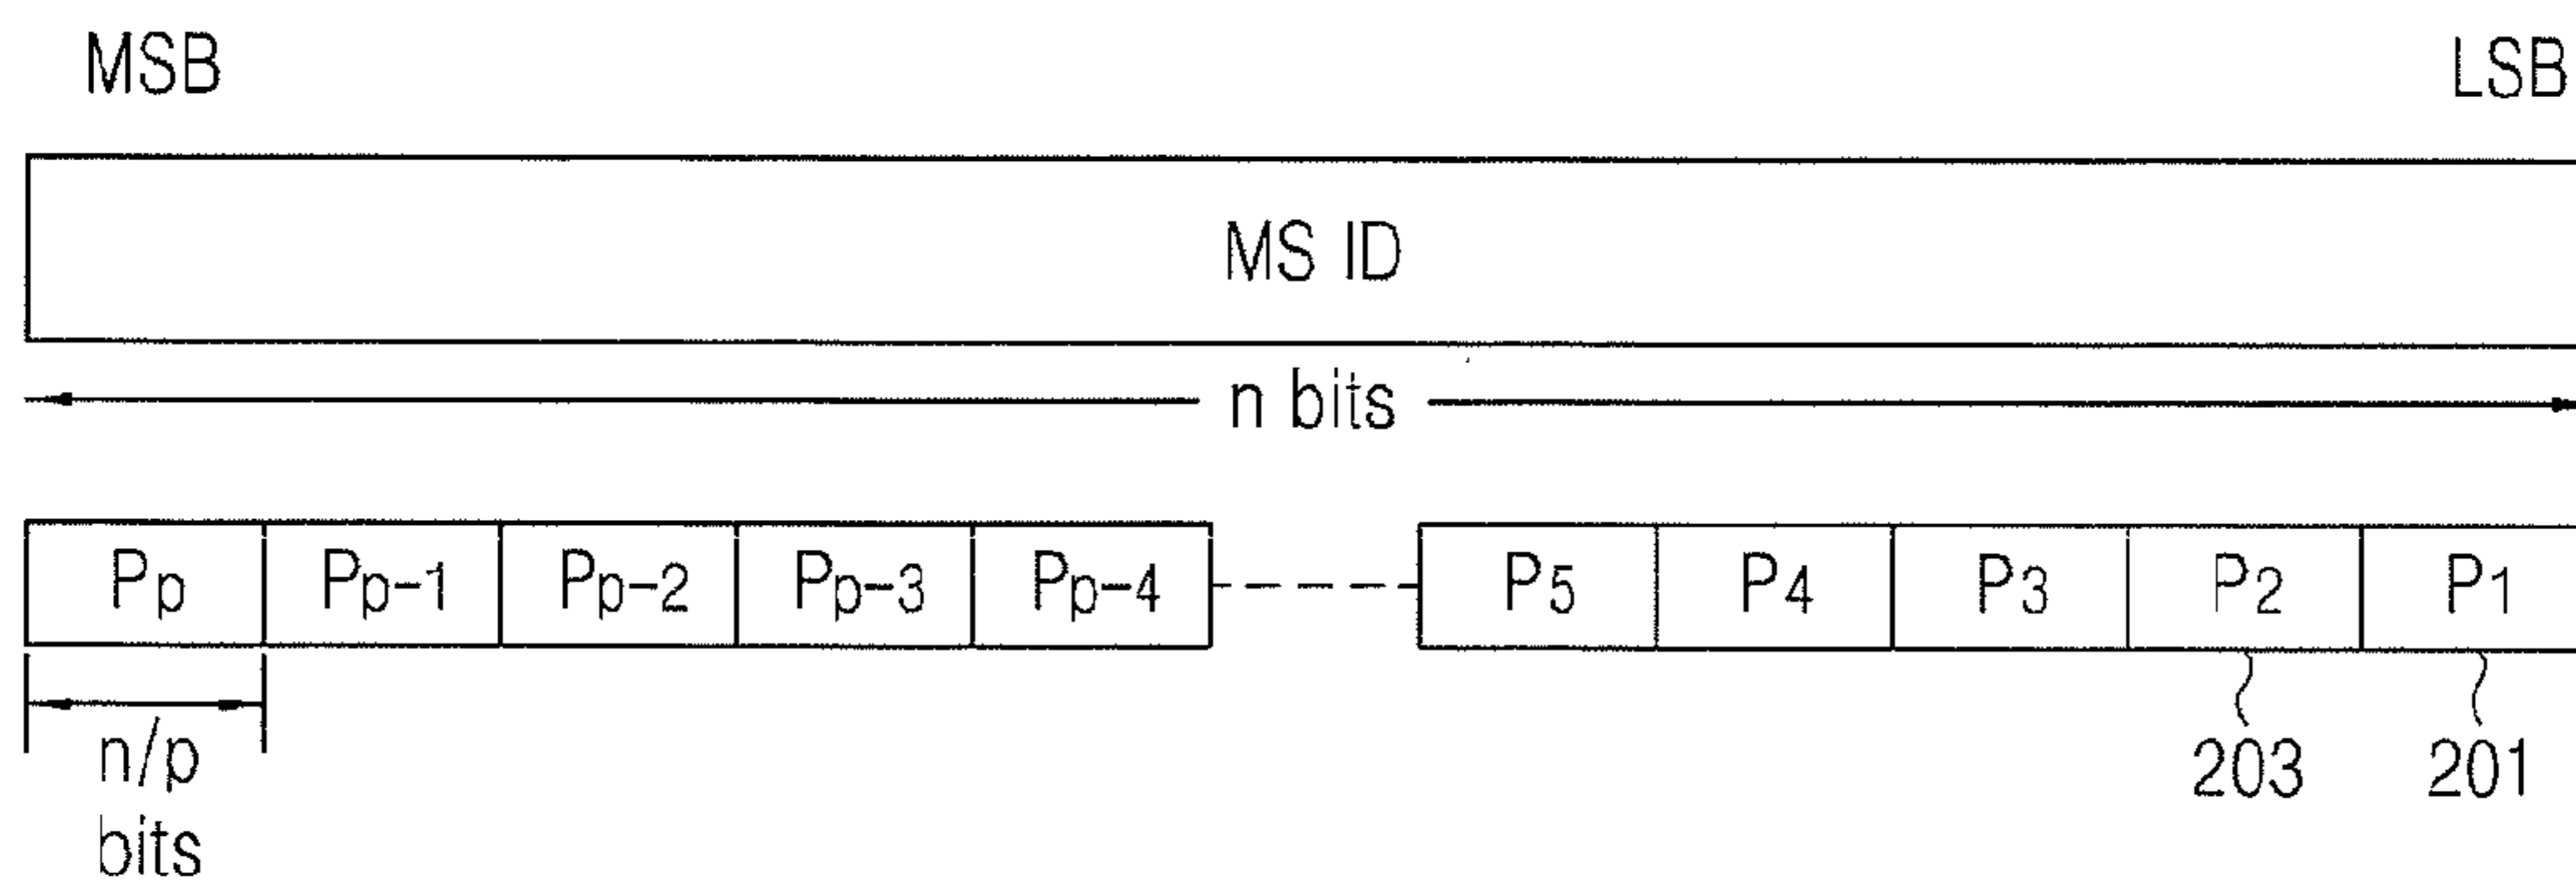 MSB LSB
MS ID
n bits
Pp Pp-1 Pp-2 Pp-3 Pp-4 P5 P4 P3 P2 P1
n/p
bits
203 201